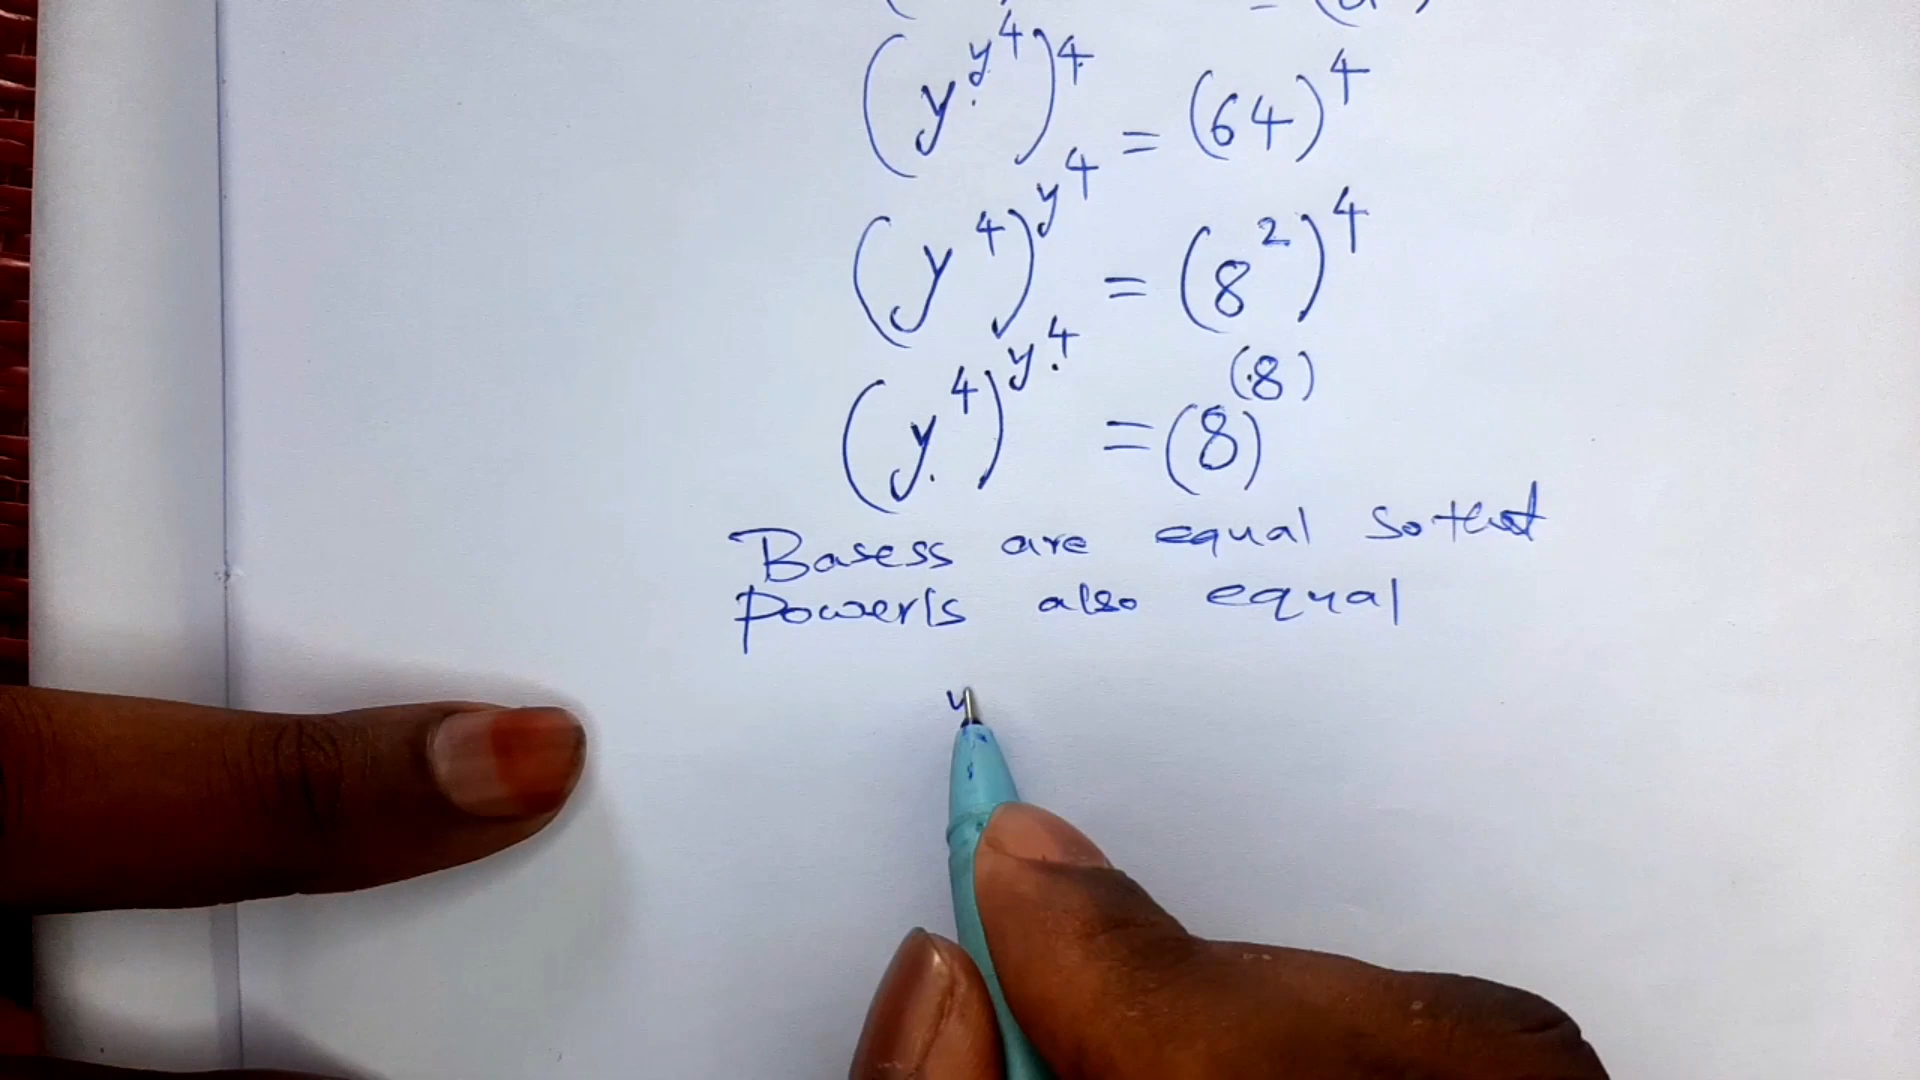 (y^y^4)^4 = (64)^4
(y^4)^y^4 = (8^2)^4
(y^4)^y^4 = (8)^(8)
Basess are equal so that
powers also equal
y